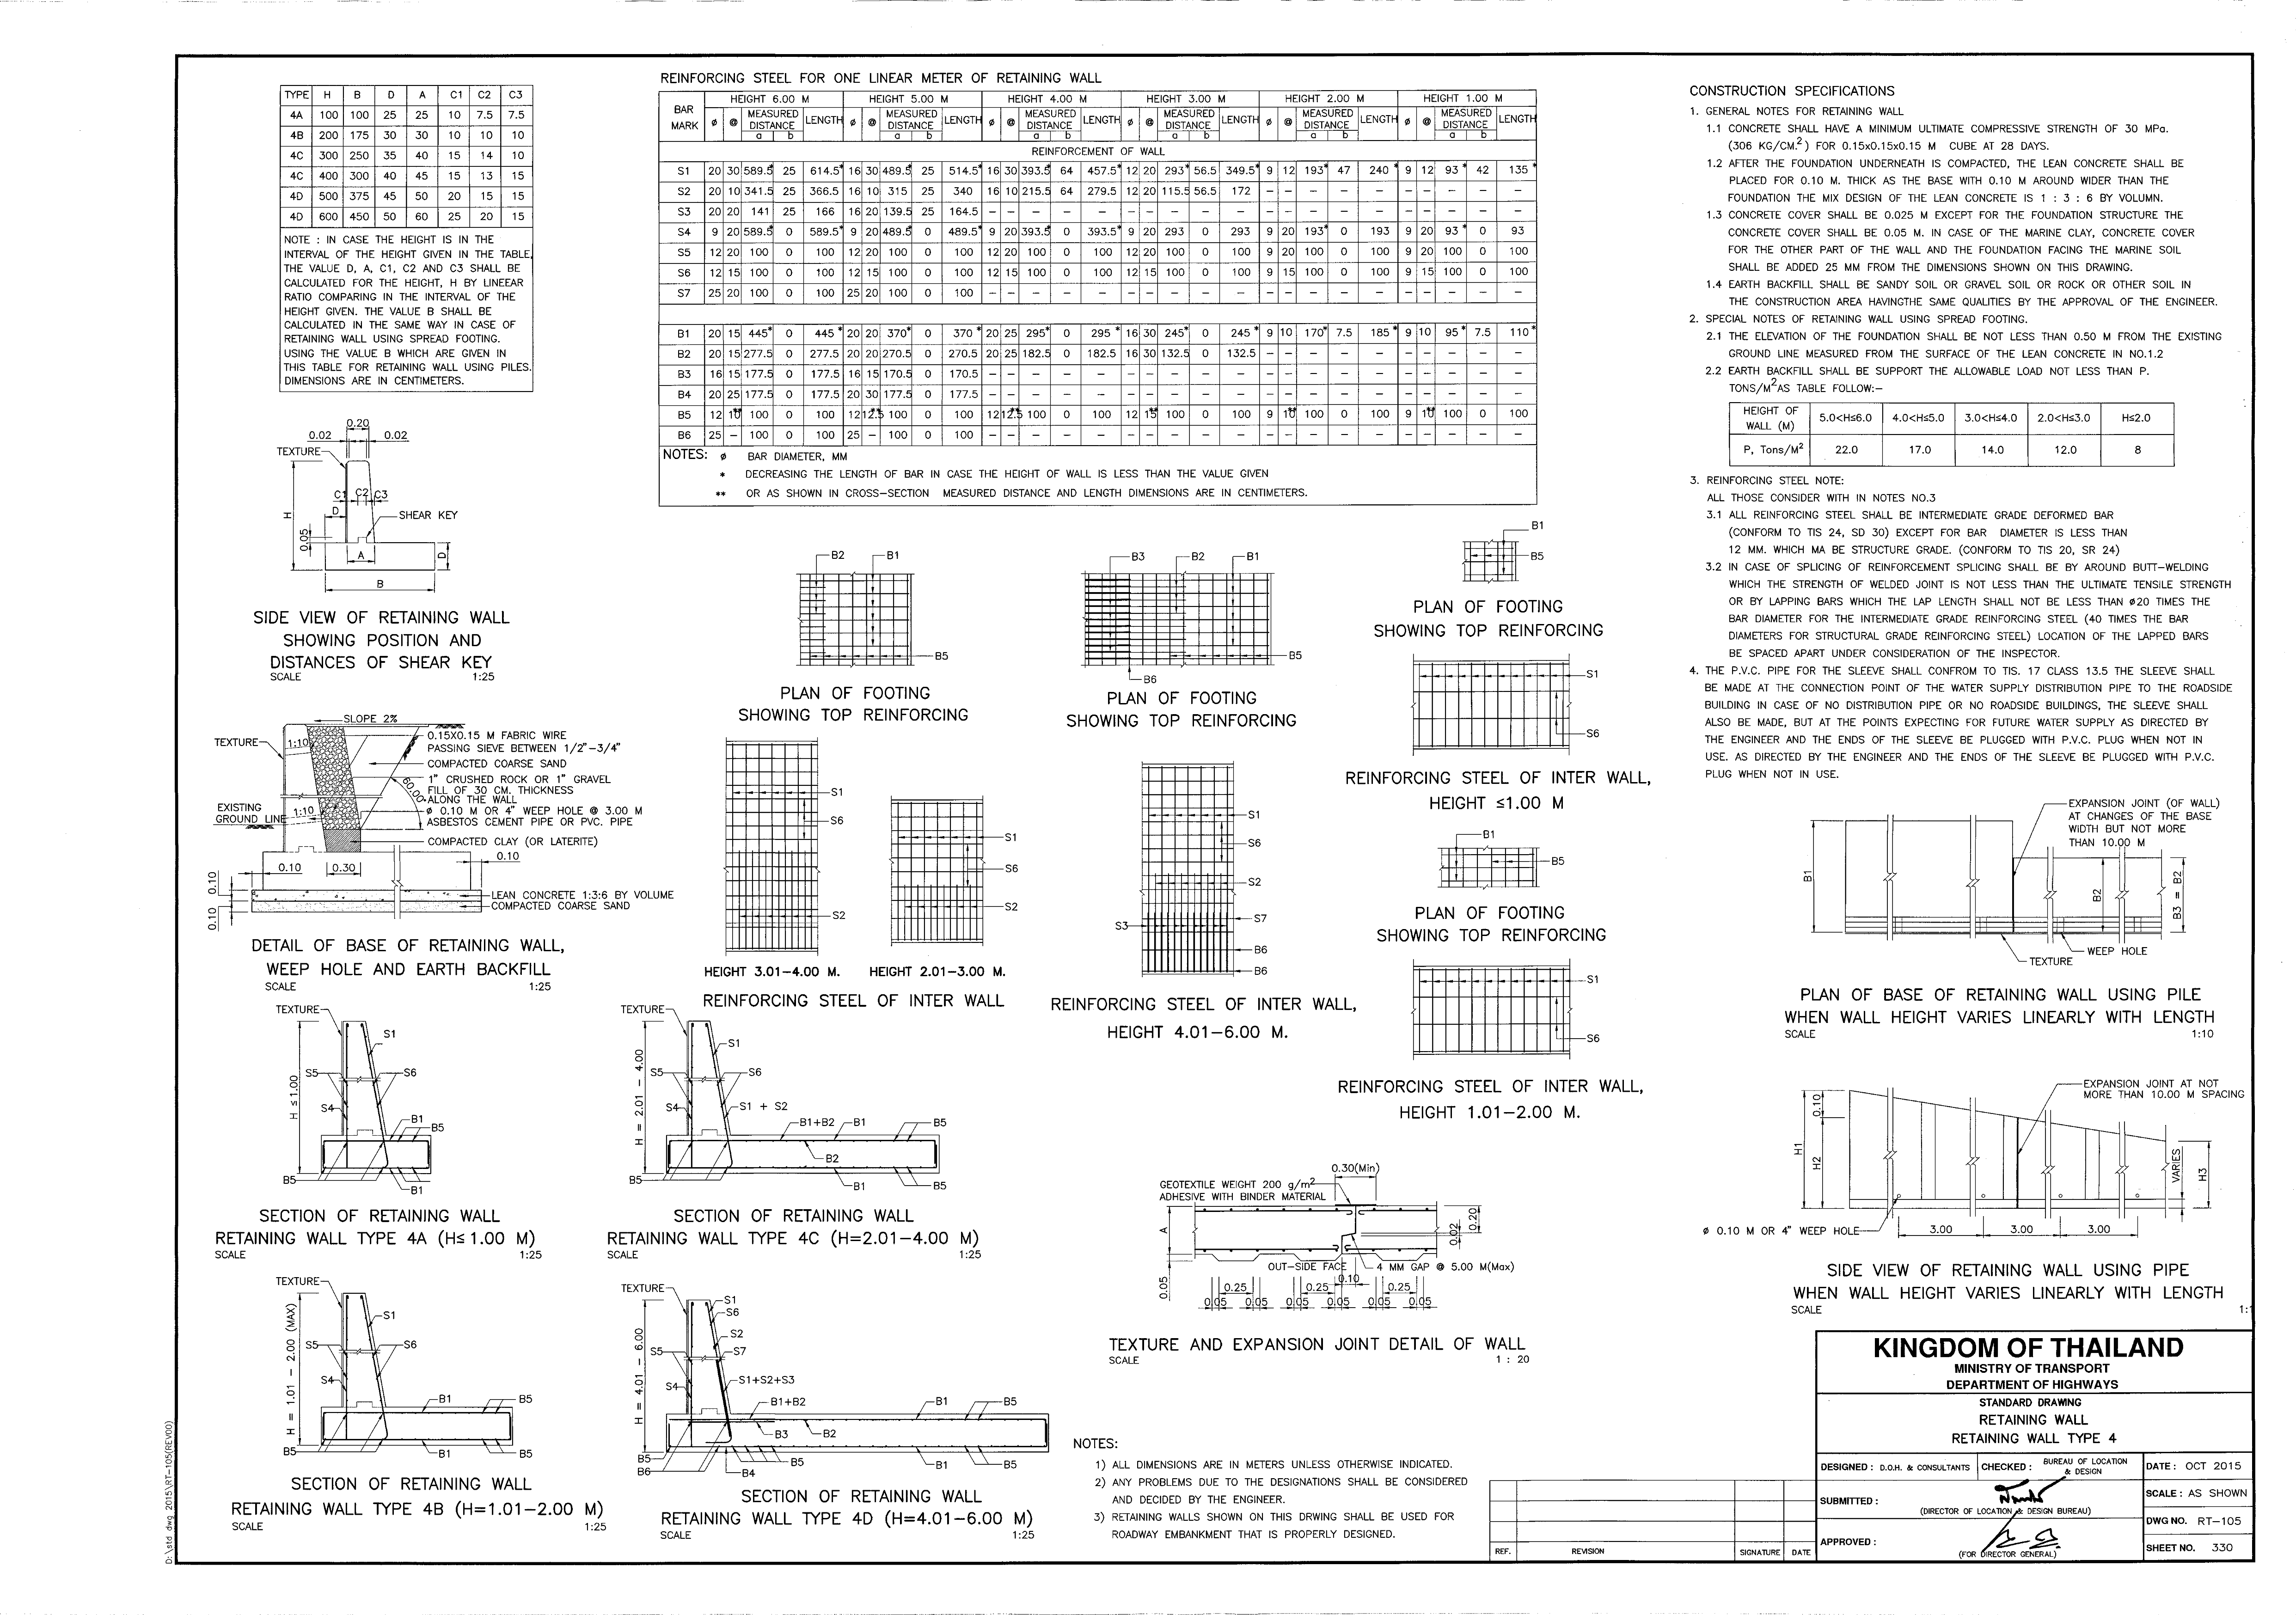 TYPE H B D A C1 C2 C3
4A 100 100 25 25 10 7.5 7.5
4B 200 175 30 30 10 10 10
4C 300 250 35 40 15 14 10
4C 400 300 40 45 15 13 15
4D 500 375 45 50 20 15 15
4D 600 450 50 60 25 20 15
NOTE : IN CASE THE HEIGHT IS IN THE
INTERVAL OF THE HEIGHT GIVEN IN THE TABLE,
THE VALUE D, A, C1, C2 AND C3 SHALL BE
CALCULATED FOR THE HEIGHT, H BY LINEEAR
RATIO COMPARING IN THE INTERVAL OF THE
HEIGHT GIVEN. THE VALUE B SHALL BE
CALCULATED IN THE SAME WAY IN CASE OF
RETAINING WALL USING SPREAD FOOTING.
USING THE VALUE B WHICH ARE GIVEN IN
THIS TABLE FOR RETAINING WALL USING PILES.
DIMENSIONS ARE IN CENTIMETERS.
0.20
0.02 0.02
TEXTURE
C1 C2 C3
D
H
SHEAR KEY
0.05
A
D
B
SIDE VIEW OF RETAINING WALL
SHOWING POSITION AND
DISTANCES OF SHEAR KEY
SCALE 1:25
SLOPE 2%
TEXTURE
1:10
0.15X0.15 M FABRIC WIRE
PASSING SIEVE BETWEEN 1/2"-3/4"
COMPACTED COARSE SAND
1" CRUSHED ROCK OR 1" GRAVEL
FILL OF 30 CM. THICKNESS
ALONG THE WALL
60.00°
EXISTING
GROUND LINE
1:10
ø 0.10 M OR 4" WEEP HOLE @ 3.00 M
ASBESTOS CEMENT PIPE OR PVC. PIPE
COMPACTED CLAY (OR LATERITE)
0.10 0.30 0.10
0.10
0.10
LEAN CONCRETE 1:3:6 BY VOLUME
COMPACTED COARSE SAND
DETAIL OF BASE OF RETAINING WALL,
WEEP HOLE AND EARTH BACKFILL
SCALE 1:25
TEXTURE
S1
S5 S6
H ≤ 1.00
S4
B1
B5
B5
B1
SECTION OF RETAINING WALL
RETAINING WALL TYPE 4A (H≤ 1.00 M)
SCALE 1:25
TEXTURE
S1
S5 S6
H = 1.01 - 2.00 (MAX)
S4
B1 B5
B5 B1 B5
SECTION OF RETAINING WALL
RETAINING WALL TYPE 4B (H=1.01-2.00 M)
SCALE 1:25
REINFORCING STEEL FOR ONE LINEAR METER OF RETAINING WALL
BAR MARK HEIGHT 6.00 M HEIGHT 5.00 M HEIGHT 4.00 M HEIGHT 3.00 M HEIGHT 2.00 M HEIGHT 1.00 M
ø @ MEASURED DISTANCE LENGTH ø @ MEASURED DISTANCE LENGTH ø @ MEASURED DISTANCE LENGTH ø @ MEASURED DISTANCE LENGTH ø @ MEASURED DISTANCE LENGTH ø @ MEASURED DISTANCE LENGTH
a b a b a b a b a b a b
REINFORCEMENT OF WALL
S1 20 30 589.5* 25 614.5* 16 30 489.5* 25 514.5* 16 30 393.5* 64 457.5* 12 20 293* 56.5 349.5* 9 12 193* 47 240* 9 12 93* 42 135*
S2 20 10 341.5 25 366.5 16 10 315 25 340 16 10 215.5 64 279.5 12 20 115.5 56.5 172 - - - - - - - - - -
S3 20 20 141 25 166 16 20 139.5 25 164.5 - - - - - - - - - - - - - - - - - - - -
S4 9 20 589.5* 0 589.5* 9 20 489.5* 0 489.5* 9 20 393.5* 0 393.5* 9 20 293 0 293 9 20 193* 0 193 9 20 93* 0 93
S5 12 20 100 0 100 12 20 100 0 100 12 20 100 0 100 12 20 100 0 100 9 20 100 0 100 9 20 100 0 100
S6 12 15 100 0 100 12 15 100 0 100 12 15 100 0 100 12 15 100 0 100 9 15 100 0 100 9 15 100 0 100
S7 25 20 100 0 100 25 20 100 0 100 - - - - - - - - - - - - - - - - - - - -
B1 20 15 445* 0 445* 20 20 370* 0 370* 20 25 295* 0 295* 16 30 245* 0 245* 9 10 170* 7.5 185* 9 10 95* 7.5 110*
B2 20 15 277.5 0 277.5 20 20 270.5 0 270.5 20 25 182.5 0 182.5 16 30 132.5 0 132.5 - - - - - - - - - -
B3 16 15 177.5 0 177.5 16 15 170.5 0 170.5 - - - - - - - - - - - - - - - - - - - -
B4 20 25 177.5 0 177.5 20 30 177.5 0 177.5 - - - - - - - - - - - - - - - - - - - -
B5 12 10** 100 0 100 12 12.5** 100 0 100 12 12.5** 100 0 100 12 15** 100 0 100 9 10** 100 0 100 9 10** 100 0 100
B6 25 - 100 0 100 25 - 100 0 100 - - - - - - - - - - - - - - - - - - - -
NOTES: ø BAR DIAMETER, MM
* DECREASING THE LENGTH OF BAR IN CASE THE HEIGHT OF WALL IS LESS THAN THE VALUE GIVEN
** OR AS SHOWN IN CROSS-SECTION MEASURED DISTANCE AND LENGTH DIMENSIONS ARE IN CENTIMETERS.
B2 B1
B5
PLAN OF FOOTING
SHOWING TOP REINFORCING
B3 B2 B1
B5
B6
PLAN OF FOOTING
SHOWING TOP REINFORCING
B1
B5
PLAN OF FOOTING
SHOWING TOP REINFORCING
S1
S6
REINFORCING STEEL OF INTER WALL,
HEIGHT ≤1.00 M
S1
S6
S2
HEIGHT 3.01-4.00 M.
S1
S6
S2
HEIGHT 2.01-3.00 M.
REINFORCING STEEL OF INTER WALL
S1
S6
S2
S3 S7
B6
B6
REINFORCING STEEL OF INTER WALL,
HEIGHT 4.01-6.00 M.
B1
B5
PLAN OF FOOTING
SHOWING TOP REINFORCING
S1
S6
REINFORCING STEEL OF INTER WALL,
HEIGHT 1.01-2.00 M.
TEXTURE
S1
S5 S6
H = 2.01 - 4.00
S4 S1 + S2
B1+B2 B1 B5
B2
B5 B1 B5
SECTION OF RETAINING WALL
RETAINING WALL TYPE 4C (H=2.01-4.00 M)
SCALE 1:25
TEXTURE
S1
S6
S2
S5 S7
H = 4.01 - 6.00
S4 S1+S2+S3
B1+B2 B1 B5
B3 B2
B5 B5 B1 B5
B6 B4
SECTION OF RETAINING WALL
RETAINING WALL TYPE 4D (H=4.01-6.00 M)
SCALE 1:25
0.30(Min)
GEOTEXTILE WEIGHT 200 g/m2
ADHESIVE WITH BINDER MATERIAL
A
0.20
0.02
OUT-SIDE FACE 4 MM GAP @ 5.00 M(Max)
0.05
0.10
0.25 0.25 0.25
0.05 0.05 0.05 0.05 0.05 0.05
TEXTURE AND EXPANSION JOINT DETAIL OF WALL
SCALE 1 : 20
NOTES:
1) ALL DIMENSIONS ARE IN METERS UNLESS OTHERWISE INDICATED.
2) ANY PROBLEMS DUE TO THE DESIGNATIONS SHALL BE CONSIDERED
AND DECIDED BY THE ENGINEER.
3) RETAINING WALLS SHOWN ON THIS DRWING SHALL BE USED FOR
ROADWAY EMBANKMENT THAT IS PROPERLY DESIGNED.
CONSTRUCTION SPECIFICATIONS
1. GENERAL NOTES FOR RETAINING WALL
1.1 CONCRETE SHALL HAVE A MINIMUM ULTIMATE COMPRESSIVE STRENGTH OF 30 MPa.
(306 KG/CM.2 ) FOR 0.15x0.15x0.15 M CUBE AT 28 DAYS.
1.2 AFTER THE FOUNDATION UNDERNEATH IS COMPACTED, THE LEAN CONCRETE SHALL BE
PLACED FOR 0.10 M. THICK AS THE BASE WITH 0.10 M AROUND WIDER THAN THE
FOUNDATION THE MIX DESIGN OF THE LEAN CONCRETE IS 1 : 3 : 6 BY VOLUMN.
1.3 CONCRETE COVER SHALL BE 0.025 M EXCEPT FOR THE FOUNDATION STRUCTURE THE
CONCRETE COVER SHALL BE 0.05 M. IN CASE OF THE MARINE CLAY, CONCRETE COVER
FOR THE OTHER PART OF THE WALL AND THE FOUNDATION FACING THE MARINE SOIL
SHALL BE ADDED 25 MM FROM THE DIMENSIONS SHOWN ON THIS DRAWING.
1.4 EARTH BACKFILL SHALL BE SANDY SOIL OR GRAVEL SOIL OR ROCK OR OTHER SOIL IN
THE CONSTRUCTION AREA HAVINGTHE SAME QUALITIES BY THE APPROVAL OF THE ENGINEER.
2. SPECIAL NOTES OF RETAINING WALL USING SPREAD FOOTING.
2.1 THE ELEVATION OF THE FOUNDATION SHALL BE NOT LESS THAN 0.50 M FROM THE EXISTING
GROUND LINE MEASURED FROM THE SURFACE OF THE LEAN CONCRETE IN NO.1.2
2.2 EARTH BACKFILL SHALL BE SUPPORT THE ALLOWABLE LOAD NOT LESS THAN P.
TONS/M2AS TABLE FOLLOW:-
HEIGHT OF WALL (M) 5.0<H≤6.0 4.0<H≤5.0 3.0<H≤4.0 2.0<H≤3.0 H≤2.0
P, Tons/M2 22.0 17.0 14.0 12.0 8
3. REINFORCING STEEL NOTE:
ALL THOSE CONSIDER WITH IN NOTES NO.3
3.1 ALL REINFORCING STEEL SHALL BE INTERMEDIATE GRADE DEFORMED BAR
(CONFORM TO TIS 24, SD 30) EXCEPT FOR BAR DIAMETER IS LESS THAN
12 MM. WHICH MA BE STRUCTURE GRADE. (CONFORM TO TIS 20, SR 24)
3.2 IN CASE OF SPLICING OF REINFORCEMENT SPLICING SHALL BE BY AROUND BUTT-WELDING
WHICH THE STRENGTH OF WELDED JOINT IS NOT LESS THAN THE ULTIMATE TENSILE STRENGTH
OR BY LAPPING BARS WHICH THE LAP LENGTH SHALL NOT BE LESS THAN ø20 TIMES THE
BAR DIAMETER FOR THE INTERMEDIATE GRADE REINFORCING STEEL (40 TIMES THE BAR
DIAMETERS FOR STRUCTURAL GRADE REINFORCING STEEL) LOCATION OF THE LAPPED BARS
BE SPACED APART UNDER CONSIDERATION OF THE INSPECTOR.
4. THE P.V.C. PIPE FOR THE SLEEVE SHALL CONFROM TO TIS. 17 CLASS 13.5 THE SLEEVE SHALL
BE MADE AT THE CONNECTION POINT OF THE WATER SUPPLY DISTRIBUTION PIPE TO THE ROADSIDE
BUILDING IN CASE OF NO DISTRIBUTION PIPE OR NO ROADSIDE BUILDINGS, THE SLEEVE SHALL
ALSO BE MADE, BUT AT THE POINTS EXPECTING FOR FUTURE WATER SUPPLY AS DIRECTED BY
THE ENGINEER AND THE ENDS OF THE SLEEVE BE PLUGGED WITH P.V.C. PLUG WHEN NOT IN
USE. AS DIRECTED BY THE ENGINEER AND THE ENDS OF THE SLEEVE BE PLUGGED WITH P.V.C.
PLUG WHEN NOT IN USE.
EXPANSION JOINT (OF WALL)
AT CHANGES OF THE BASE
WIDTH BUT NOT MORE
THAN 10.00 M
B1
B2
B3 = B2
WEEP HOLE
TEXTURE
PLAN OF BASE OF RETAINING WALL USING PILE
WHEN WALL HEIGHT VARIES LINEARLY WITH LENGTH
SCALE 1:10
EXPANSION JOINT AT NOT
MORE THAN 10.00 M SPACING
0.10
H1
H2
VARIES
H3
ø 0.10 M OR 4" WEEP HOLE
3.00 3.00 3.00
SIDE VIEW OF RETAINING WALL USING PIPE
WHEN WALL HEIGHT VARIES LINEARLY WITH LENGTH
SCALE 1:1
KINGDOM OF THAILAND
MINISTRY OF TRANSPORT
DEPARTMENT OF HIGHWAYS
STANDARD DRAWING
RETAINING WALL
RETAINING WALL TYPE 4
DESIGNED : D.O.H. & CONSULTANTS CHECKED : BUREAU OF LOCATION & DESIGN DATE : OCT 2015
SUBMITTED : SCALE : AS SHOWN
(DIRECTOR OF LOCATION & DESIGN BUREAU)
DWG NO. RT-105
APPROVED :
(FOR DIRECTOR GENERAL)
SHEET NO. 330
REF. REVISION SIGNATURE DATE
D:\std dwg 2015\RT-105(REV00)